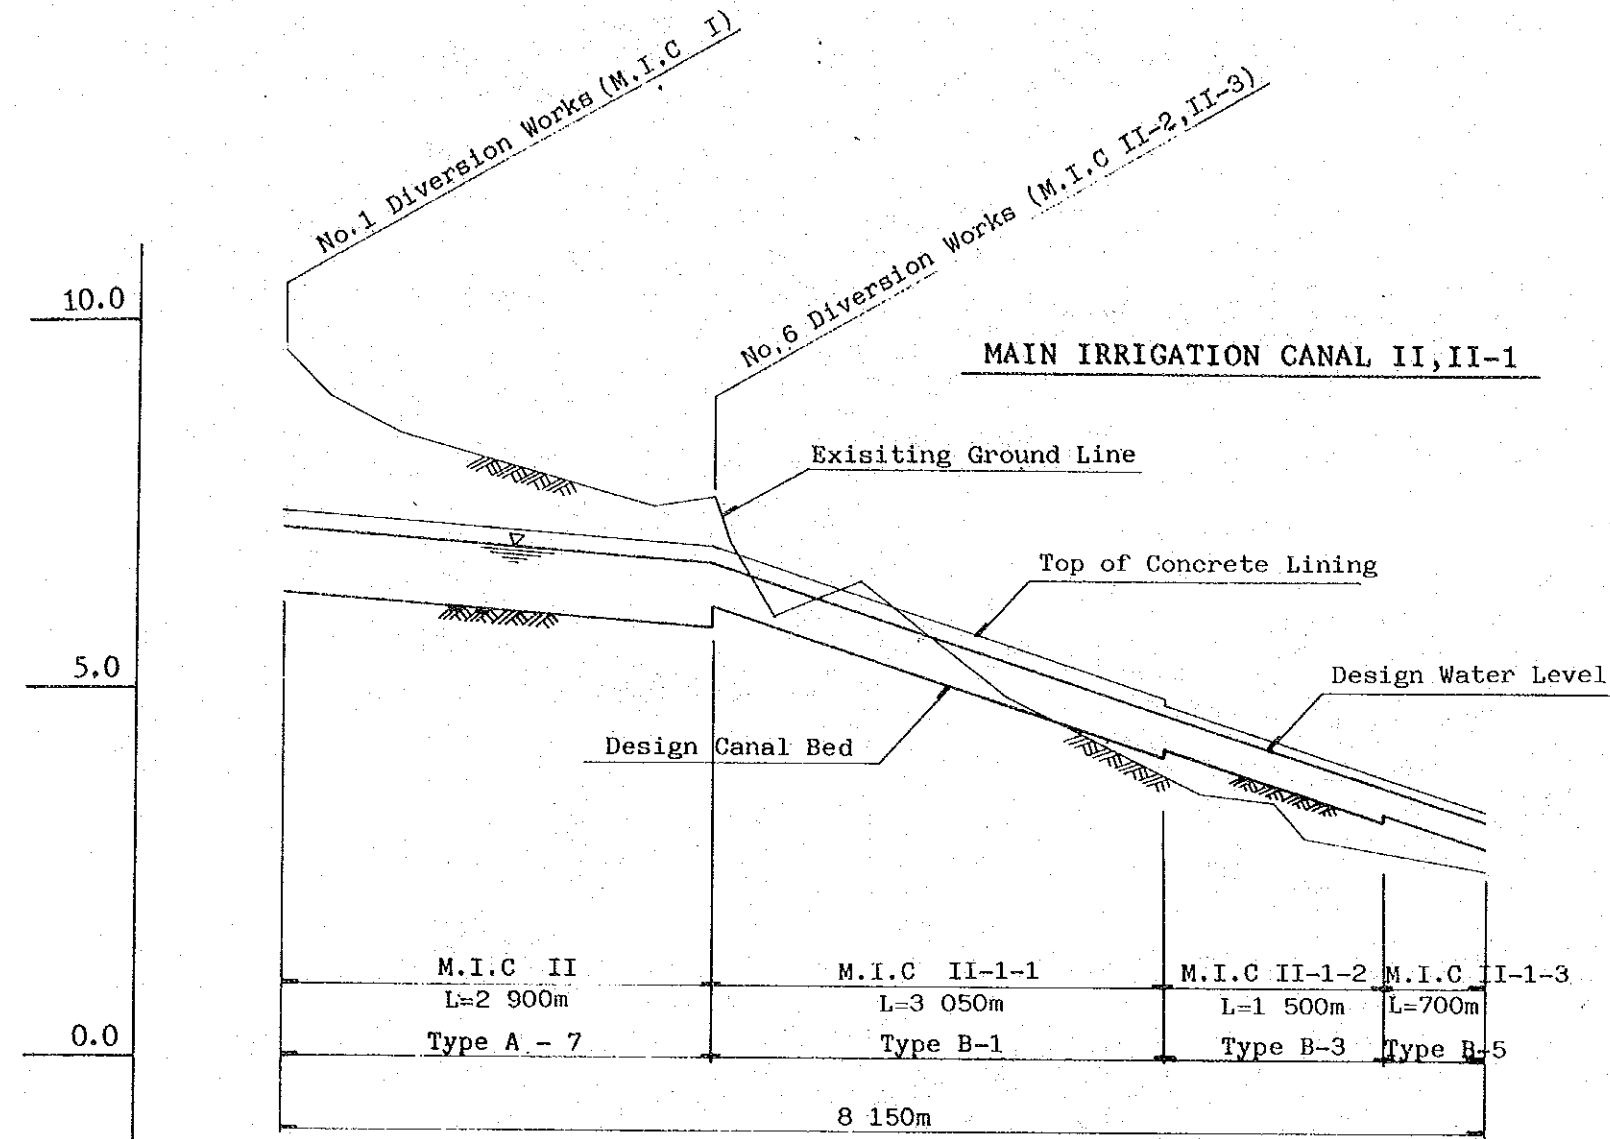 No.1 Diversion Works (M.I.C I)
No.6 Diversion Works (M.I.C II-2,II-3)
10.0
MAIN IRRIGATION CANAL II,II-1
Exisiting Ground Line
Top of Concrete Lining
5.0
Design Water Level
Design Canal Bed
M.I.C II
M.I.C II-1-1
M.I.C II-1-2
M.I.C II-1-3
L=2 900m
L=3 050m
L=1 500m
L=700m
0.0
Type A - 7
Type B-1
Type B-3
Type B-5
8 150m